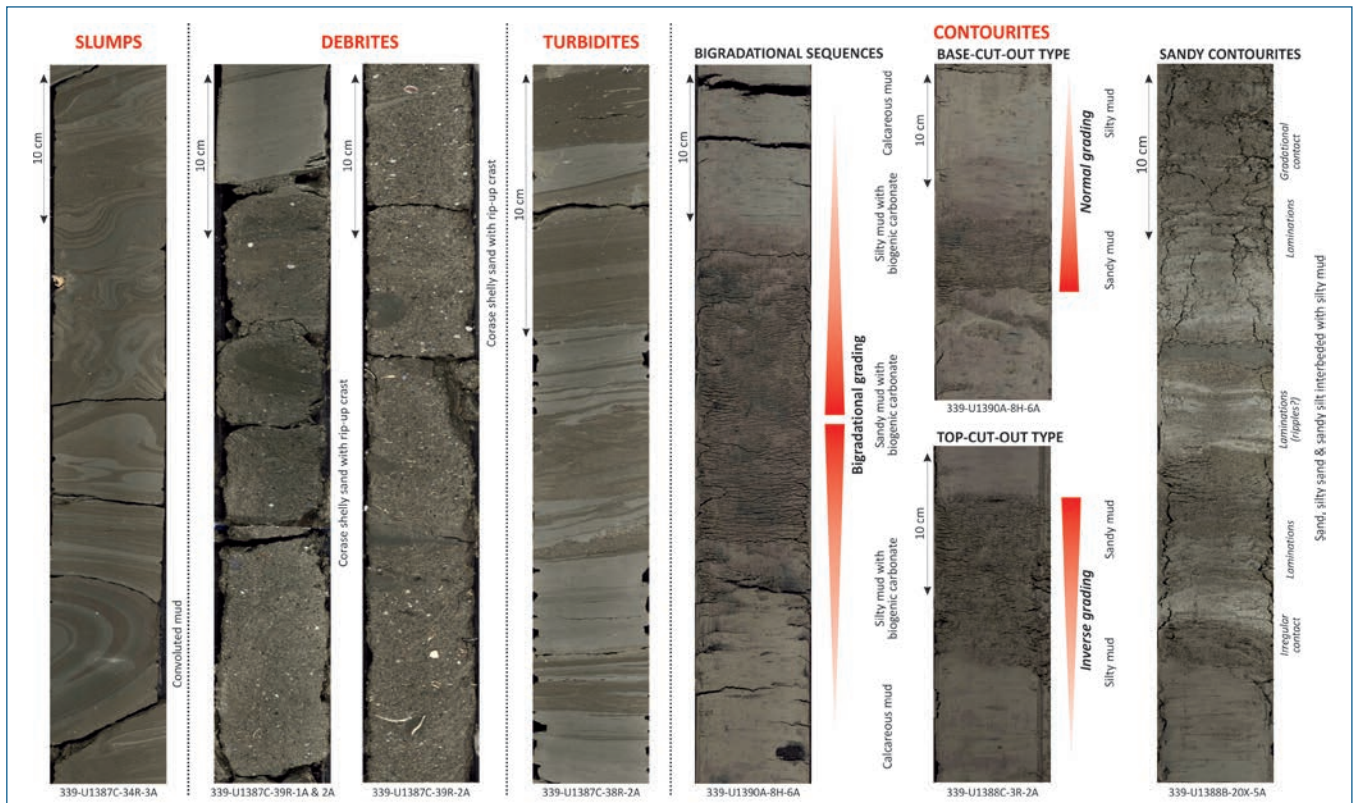 SLUMPS
DEBRITES
TURBIDITES
CONTOURITES
BIGRADATIONAL SEQUENCES
BASE-CUT-OUT TYPE
SANDY CONTOURITES
10 cm
Convoluted mud
339-U1387C-34R-3A
10 cm
Corase shelly sand with rip-up crast
339-U1387C-39R-1A & 2A
10 cm
Corase shelly sand with rip-up crast
339-U1387C-39R-2A
10 cm
339-U1387C-38R-2A
10 cm
Calcareous mud
Silty mud with
biogenic carbonate
Sandy mud with
biogenic carbonate
Silty mud with
biogenic carbonate
Calcareous mud
Bigradational grading
339-U1390A-8H-6A
10 cm
Normal grading
Silty mud
Sandy mud
339-U1390A-8H-6A
TOP-CUT-OUT TYPE
10 cm
Inverse grading
Sandy mud
Silty mud
339-U1388C-3R-2A
10 cm
Gradational
contact
Laminations
Laminations
(ripples?)
Laminations
Irregular
contact
Sand, silty sand & sandy silt interbeded with silty mud
339-U1388B-20X-5A